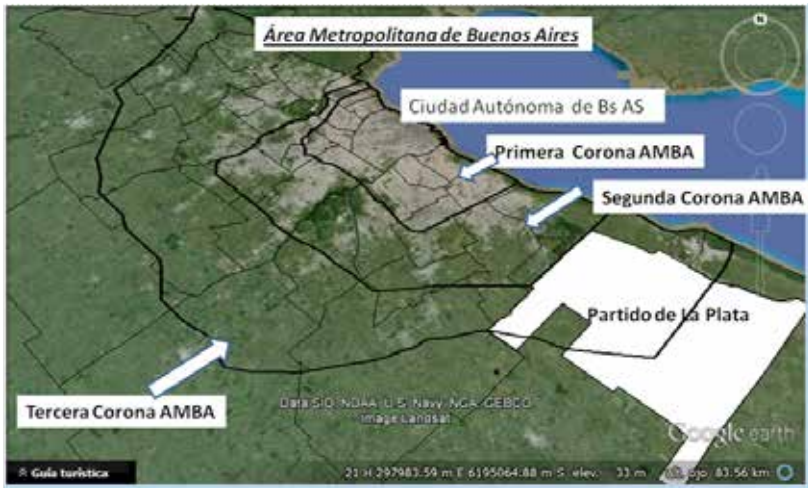 Área Metropolitana de Buenos Aires
Ciudad Autónoma de Bs AS
Primera Corona AMBA
Segunda Corona AMBA
Partido de La Plata
Tercera Corona AMBA
Data SIO, NOAA, U.S. Navy, NGA, GEBCO
Image Landsat
Google earth
Guía turística
21 H 297983.59 m E 6195064.88 m S elev. 33 m ojo 83.56 km
N